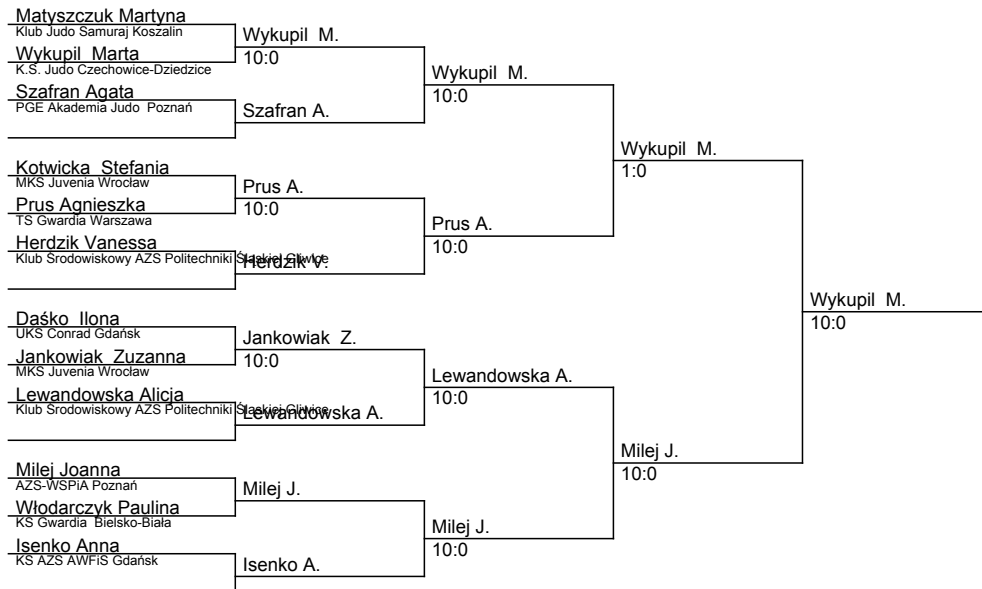 Matyszczuk Martyna
Klub Judo Samuraj Koszalin
Wykupil Marta
K.S. Judo Czechowice-Dziedzice
Szafran Agata
PGE Akademia Judo Poznań
Kotwicka Stefania
MKS Juvenia Wrocław
Prus Agnieszka
TS Gwardia Warszawa
Herdzik Vanessa
Klub Środowiskowy AZS Politechniki Śląskiej Gliwice
Daśko Ilona
UKS Conrad Gdańsk
Jankowiak Zuzanna
MKS Juvenia Wrocław
Lewandowska Alicja
Klub Środowiskowy AZS Politechniki Śląskiej Gliwice
Milej Joanna
AZS-WSPiA Poznań
Włodarczyk Paulina
KS Gwardia Bielsko-Biała
Isenko Anna
KS AZS AWFiS Gdańsk
Wykupil M.
10:0
Szafran A.
Prus A.
10:0
Herdzik V.
Jankowiak Z.
10:0
Lewandowska A.
Milej J.
Isenko A.
Wykupil M.
10:0
Prus A.
10:0
Lewandowska A.
10:0
Milej J.
10:0
Wykupil M.
1:0
Milej J.
10:0
Wykupil M.
10:0